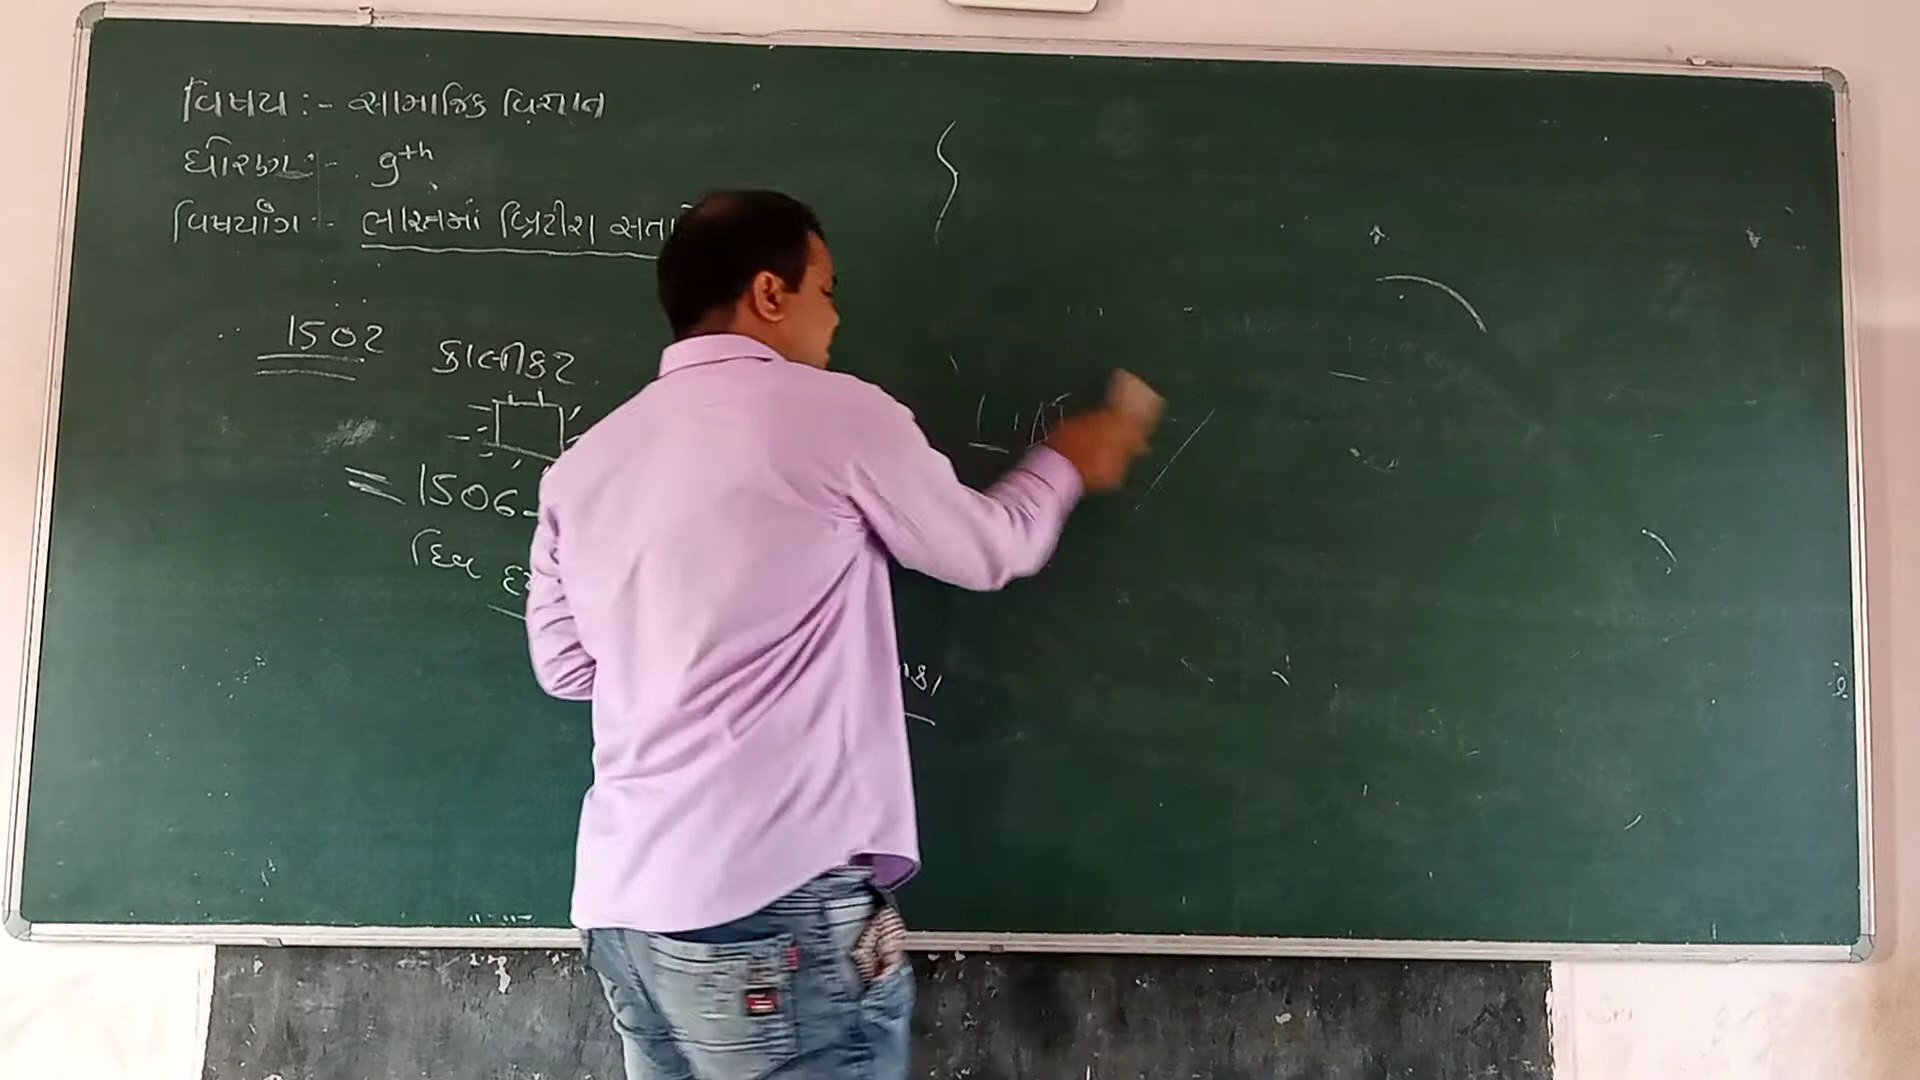 વિષય :- સામાજિક વિજ્ઞાન
ધોરણ :- 9th
વિષયાંગ :- ભારતમાં બ્રિટીશ સતા
1502
કાલીકટ
1506-
દિવ